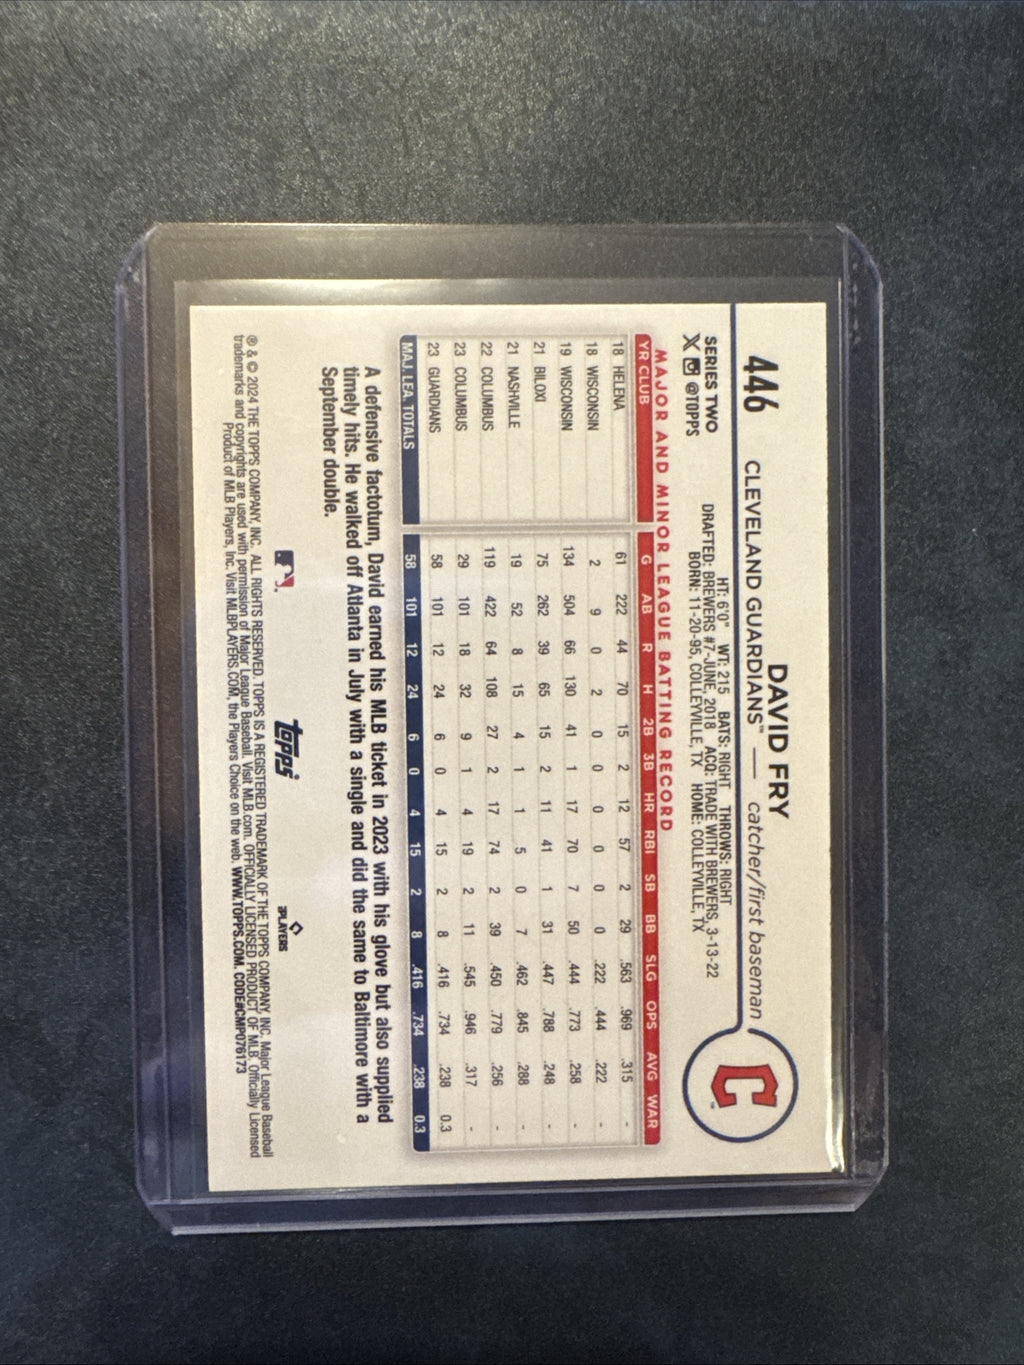 446
DAVID FRY
CLEVELAND GUARDIANS™ — catcher/first baseman
C™
SERIES TWO
X @TOPPS
HT: 6'0" WT: 215 BATS: RIGHT THROWS: RIGHT
DRAFTED: BREWERS #7-JUNE, 2018 ACQ: TRADE WITH BREWERS, 3-13-22
BORN: 11-20-95, COLLEYVILLE, TX HOME: COLLEYVILLE, TX
MAJOR AND MINOR LEAGUE BATTING RECORD
YR CLUB G AB R H 2B 3B HR RBI SB BB SLG OPS AVG WAR
18 HELENA 61 222 44 70 15 2 12 57 2 29 .563 .969 .315 -
18 WISCONSIN 2 9 0 2 0 0 0 0 0 0 .222 .444 .222 -
19 WISCONSIN 134 504 66 130 41 1 17 70 7 50 .444 .773 .258 -
21 BILOXI 75 262 39 65 15 2 11 41 1 31 .447 .788 .248 -
21 NASHVILLE 19 52 8 15 4 1 1 5 0 7 .462 .845 .288 -
22 COLUMBUS 119 422 64 108 27 2 17 74 2 39 .450 .779 .256 -
23 COLUMBUS 29 101 18 32 9 1 4 19 2 11 .545 .946 .317 -
23 GUARDIANS 58 101 12 24 6 0 4 15 2 8 .416 .734 .238 0.3
MAJ. LEA. TOTALS 58 101 12 24 6 0 4 15 2 8 .416 .734 .238 0.3
A defensive factotum, David earned his MLB ticket in 2023 with his glove but also supplied
timely hits. He walked off Atlanta in July with a single and did the same to Baltimore with a
September double.
topps
PLAYERS
® & © 2024 THE TOPPS COMPANY, INC. ALL RIGHTS RESERVED. TOPPS IS A REGISTERED TRADEMARK OF THE TOPPS COMPANY, INC. Major League Baseball
trademarks and copyrights are used with permission of Major League Baseball. Visit MLB.com. OFFICIALLY LICENSED PRODUCT OF MLB Officially Licensed
Product of MLB Players, Inc. Visit MLBPLAYERS.COM, the Players Choice on the web. WWW.TOPPS.COM. CODE#CMP076173